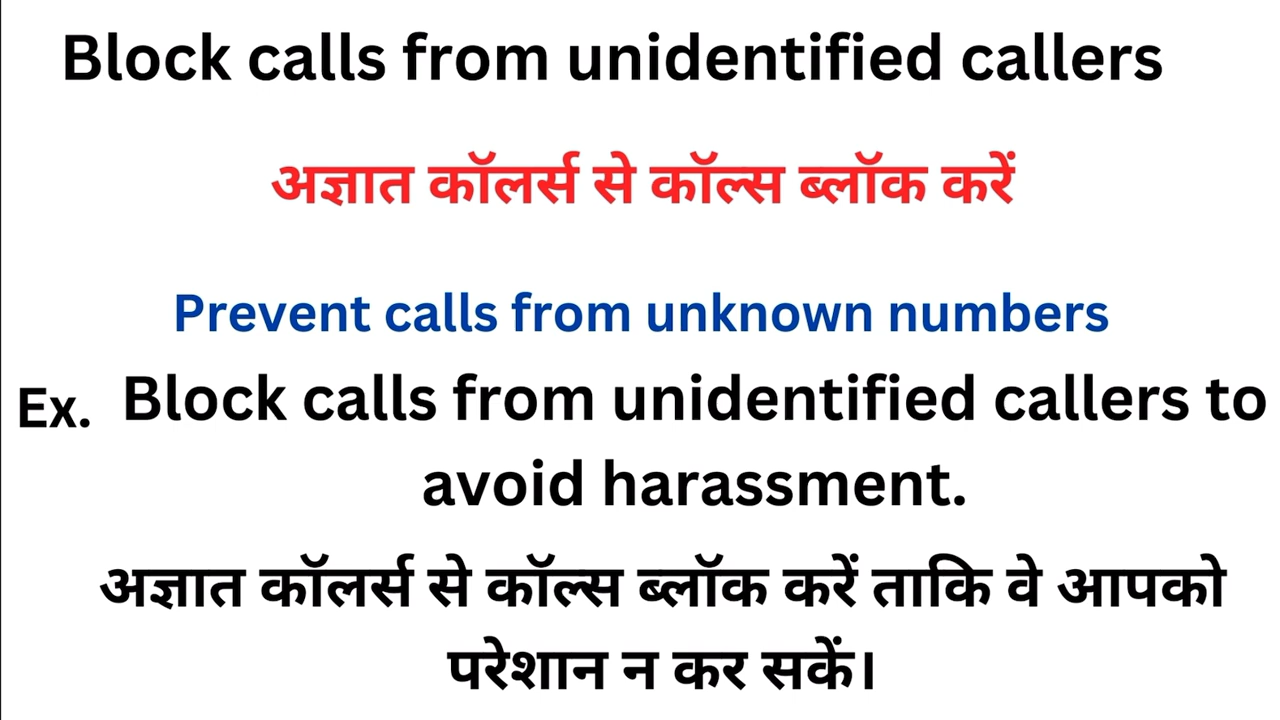 Block calls from unidentified callers
अज्ञात कॉलर्स से कॉल्स ब्लॉक करें
Prevent calls from unknown numbers
Ex. Block calls from unidentified callers to
avoid harassment.
अज्ञात कॉलर्स से कॉल्स ब्लॉक करें ताकि वे आपको
परेशान न कर सकें।